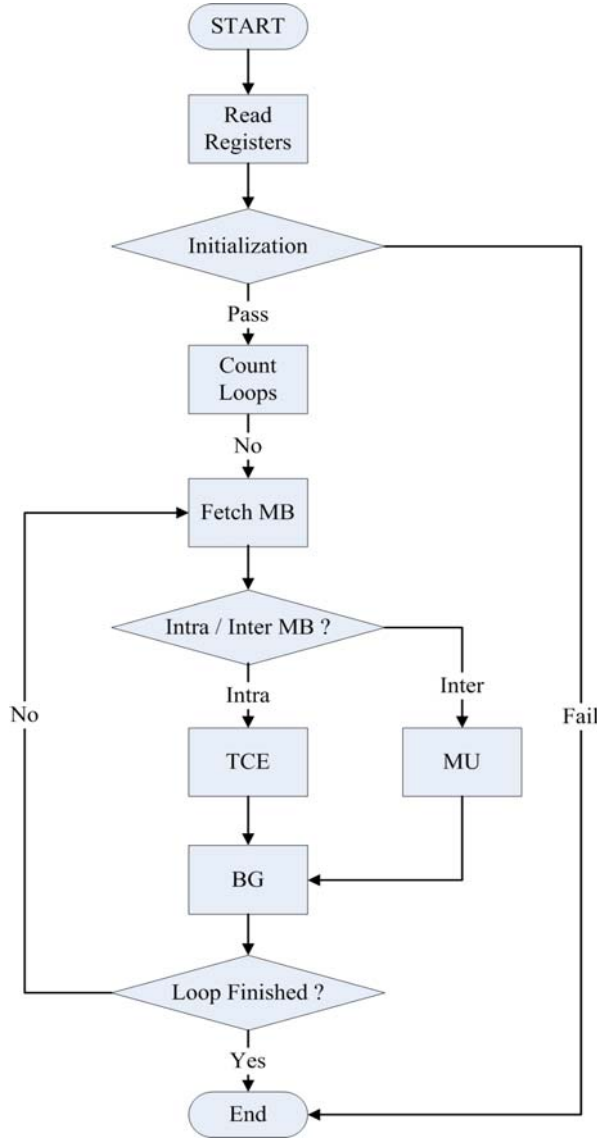 START
Read
Registers
Initialization
Pass
Count
Loops
No
Fetch MB
Intra / Inter MB ?
Intra
Inter
No
Fail
TCE
MU
BG
Loop Finished ?
Yes
End